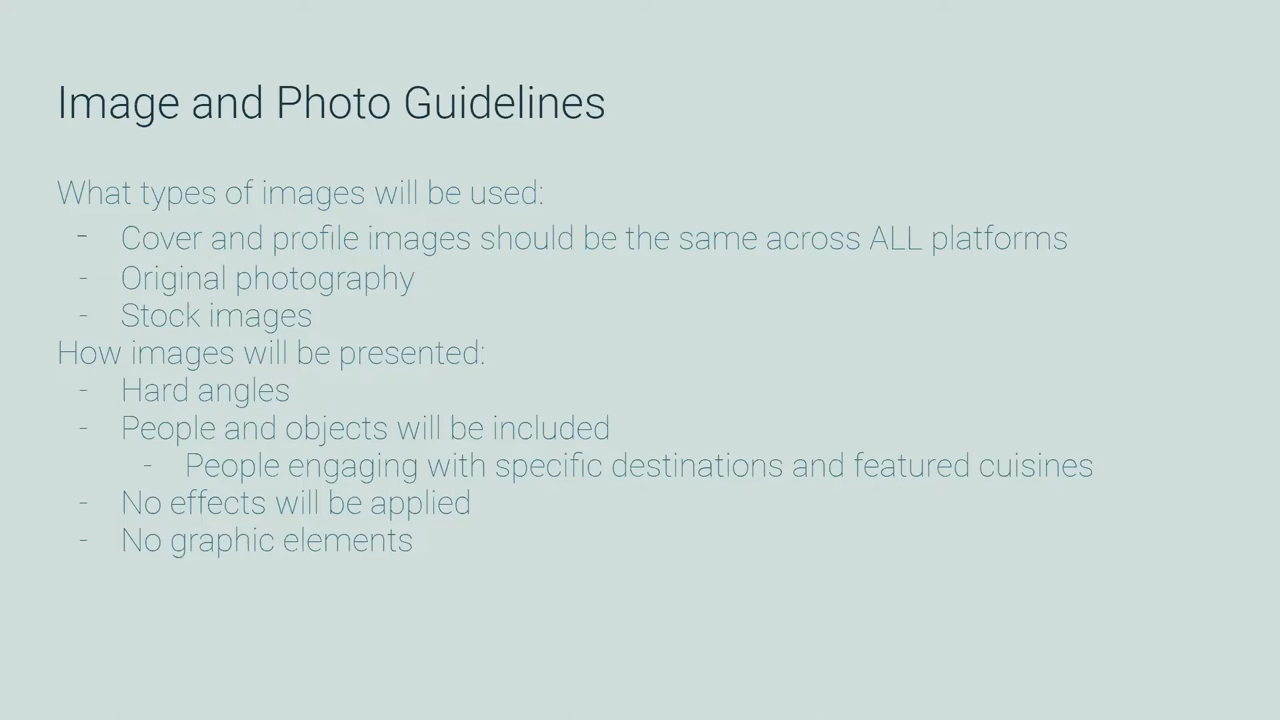 Image and Photo Guidelines
What types of images will be used:
- Cover and profile images should be the same across ALL platforms
- Original photography
- Stock images
How images will be presented:
- Hard angles
- People and objects will be included
- People engaging with specific destinations and featured cuisines
- No effects will be applied
- No graphic elements